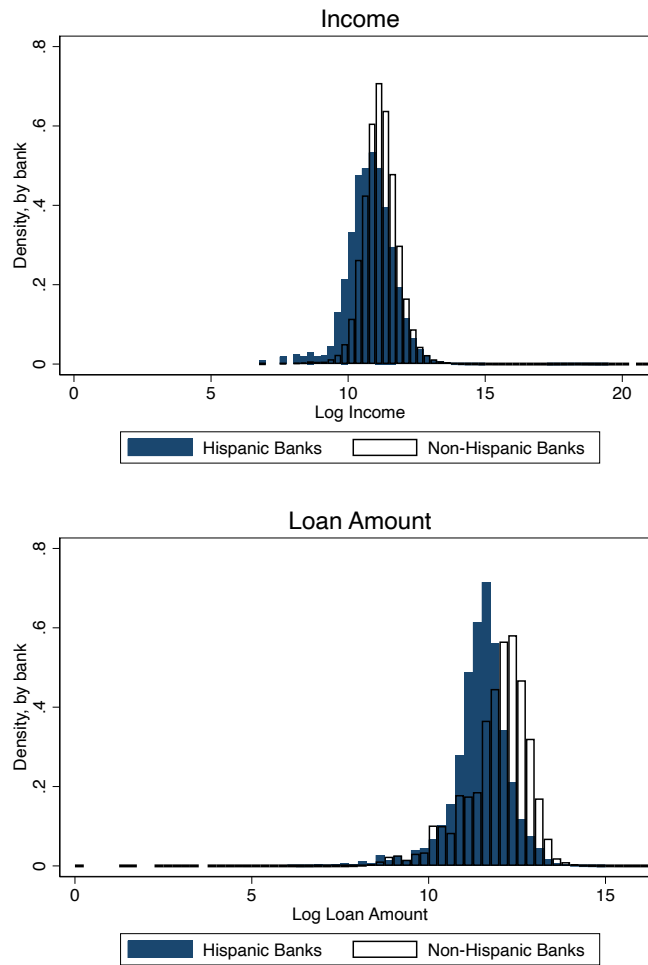 Income
.8
.6
.4
.2
0
Density, by bank
0 5 10 15 20
Log Income
Hispanic Banks Non-Hispanic Banks
Loan Amount
.8
.6
.4
.2
0
Density, by bank
0 5 10 15
Log Loan Amount
Hispanic Banks Non-Hispanic Banks